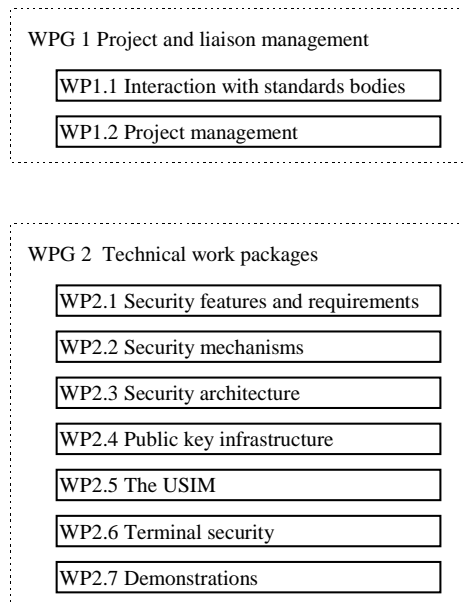 WPG 1 Project and liaison management
WP1.1 Interaction with standards bodies
WP1.2 Project management
WPG 2  Technical work packages
WP2.1 Security features and requirements
WP2.2 Security mechanisms
WP2.3 Security architecture
WP2.4 Public key infrastructure
WP2.5 The USIM
WP2.6 Terminal security
WP2.7 Demonstrations